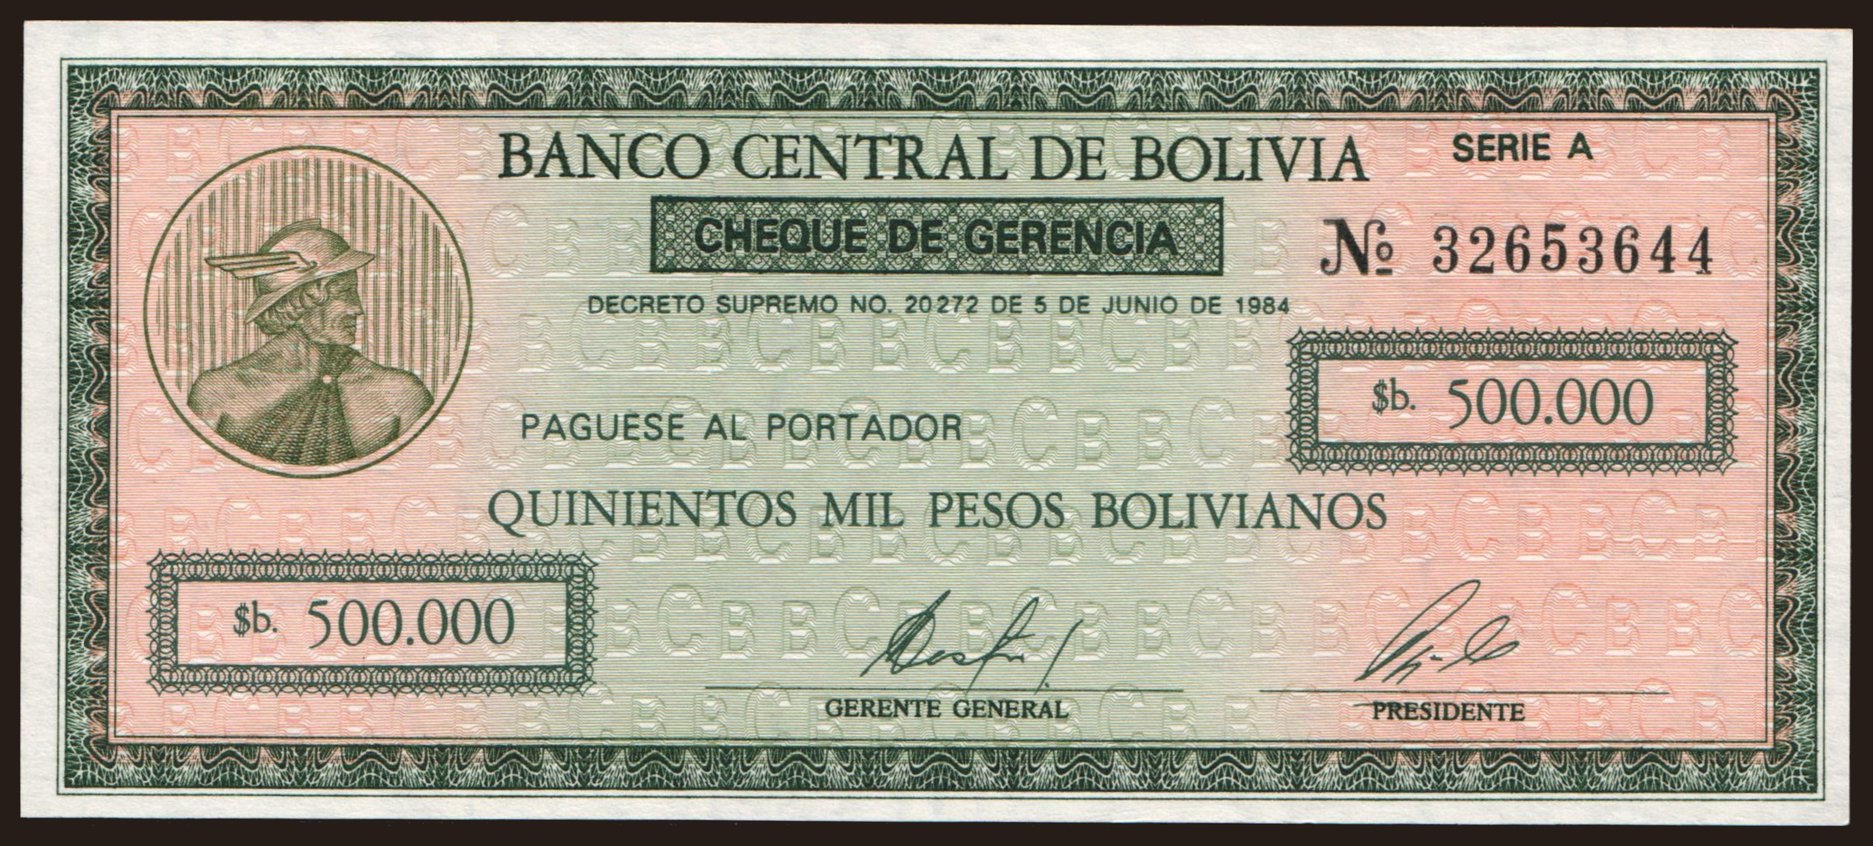 BANCO CENTRAL DE BOLIVIA
SERIE A
CHEQUE DE GERENCIA
№ 32653644
DECRETO SUPREMO NO. 20272 DE 5 DE JUNIO DE 1984
$b. 500.000
PAGUESE AL PORTADOR
QUINIENTOS MIL PESOS BOLIVIANOS
$b. 500.000
GERENTE GENERAL
PRESIDENTE